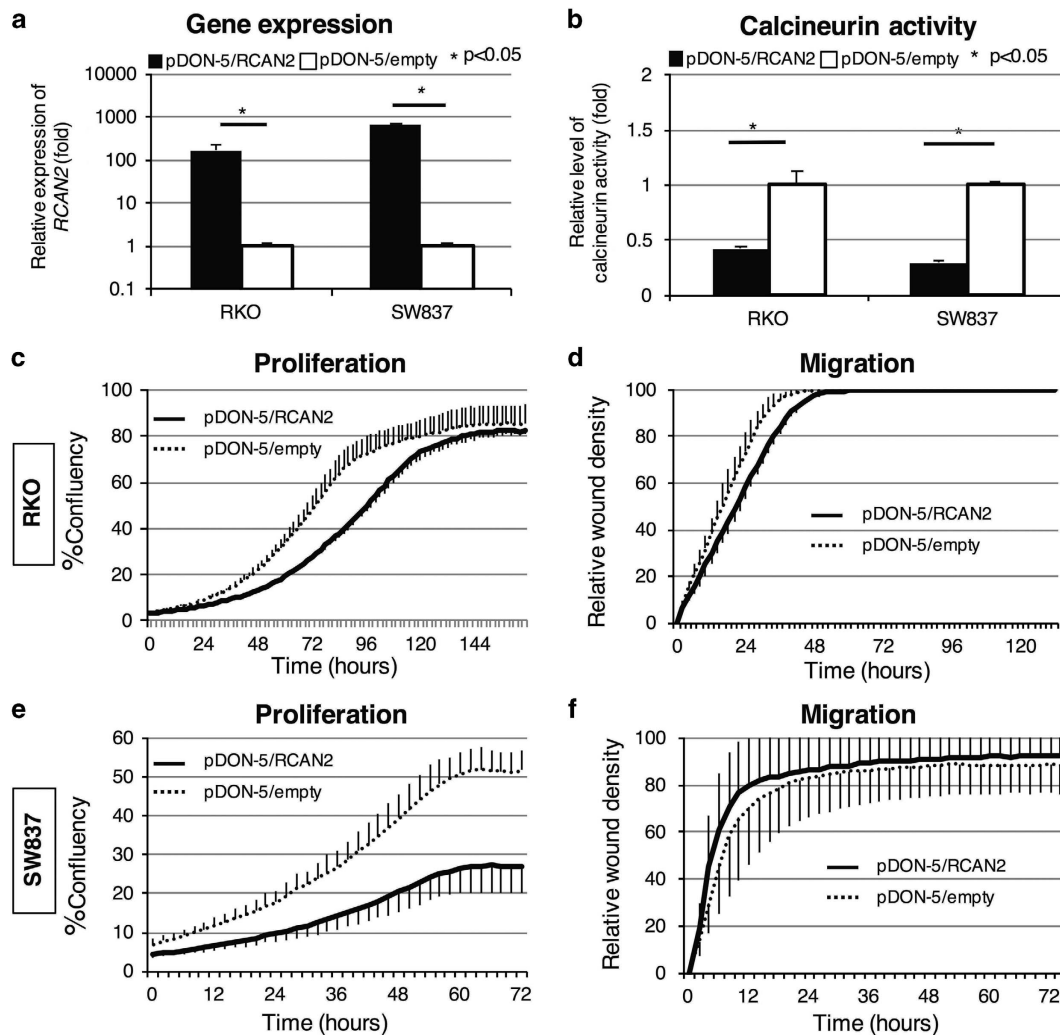 a
Gene expression
pDON-5/RCAN2 pDON-5/empty * p<0.05
10000
1000
100
10
1
0.1
Relative expression of
RCAN2 (fold)
*
*
RKO
SW837
b
Calcineurin activity
pDON-5/RCAN2 pDON-5/empty * p<0.05
2
1.5
1
0.5
0
Relative level of
calcineurin activity (fold)
*
*
RKO
SW837
RKO
c
Proliferation
pDON-5/RCAN2
pDON-5/empty
100
80
60
40
20
0
%Confluency
0 24 48 72 96 120 144
Time (hours)
d
Migration
100
80
60
40
20
0
Relative wound density
pDON-5/RCAN2
pDON-5/empty
0 24 48 72 96 120
Time (hours)
SW837
e
Proliferation
pDON-5/RCAN2
pDON-5/empty
60
50
40
30
20
10
0
%Confluency
0 12 24 36 48 60 72
Time (hours)
f
Migration
100
80
60
40
20
0
Relative wound density
pDON-5/RCAN2
pDON-5/empty
0 12 24 36 48 60 72
Time (hours)